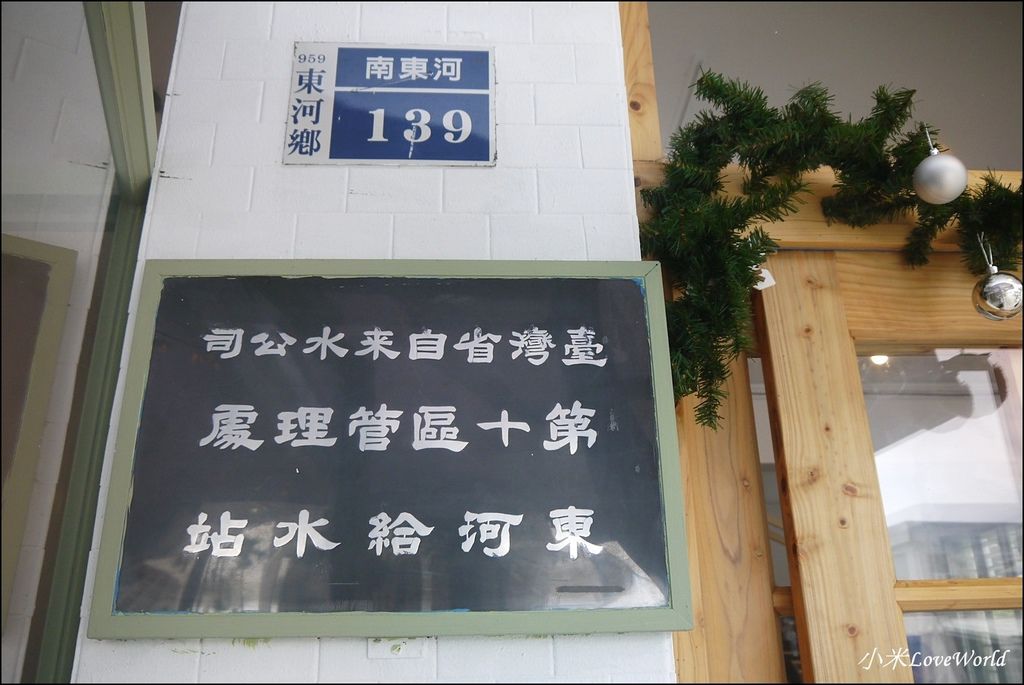 959
東河鄉
南東河
139
臺灣省自來水公司
第十區管理處
東河給水站
小米LoveWorld